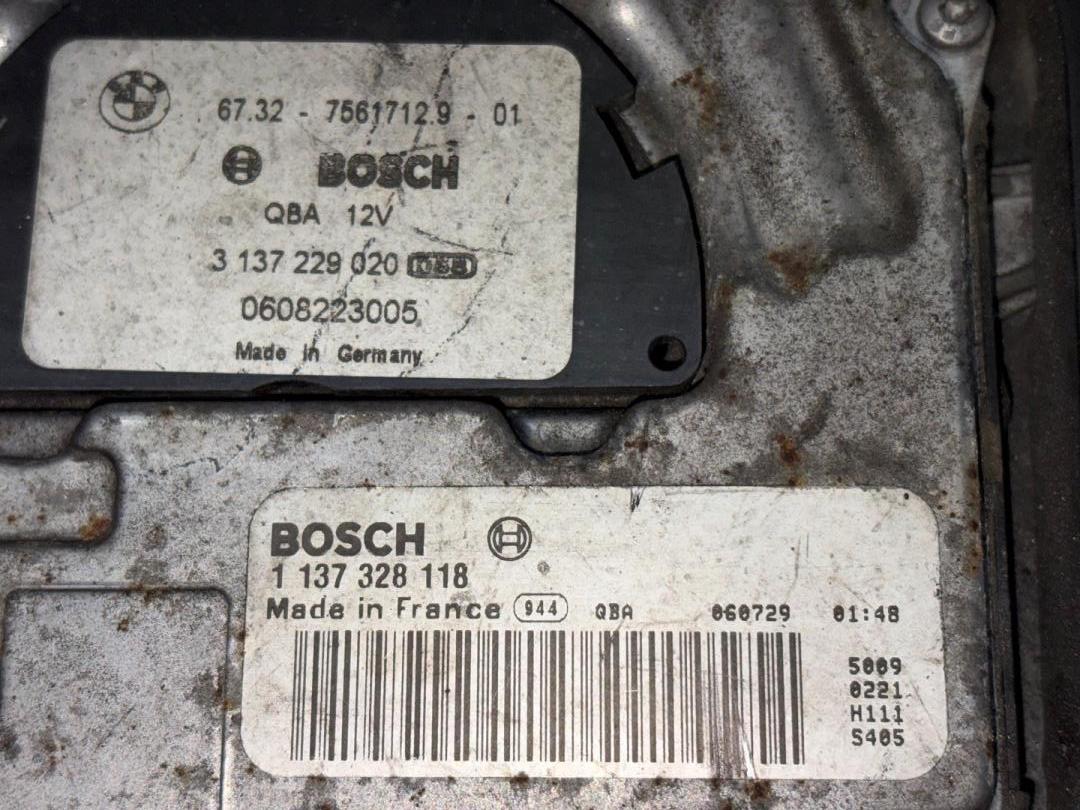 67.32 - 7561712.9 - 01
BOSCH
QBA 12V
3 137 229 020
0608223005
Made in Germany
BOSCH
1 137 328 118
Made in France 944 QBA 060729 01:48
5009
0221
H111
S405